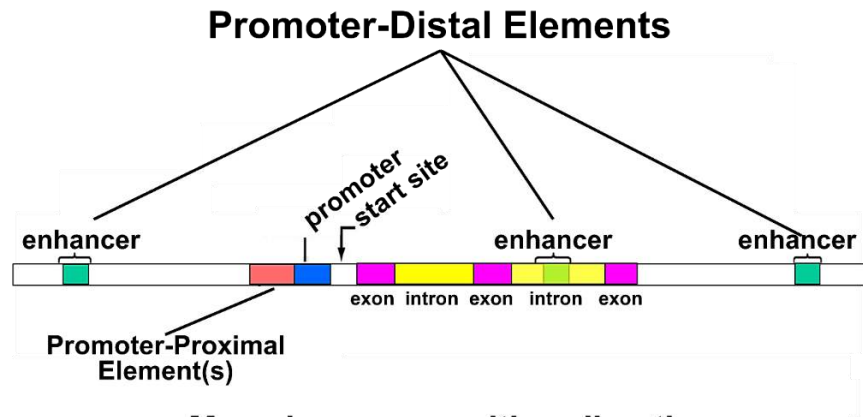 Promoter-Distal Elements
promoter
start site
enhancer
enhancer
enhancer
exon intron exon intron exon
Promoter-Proximal
Element(s)